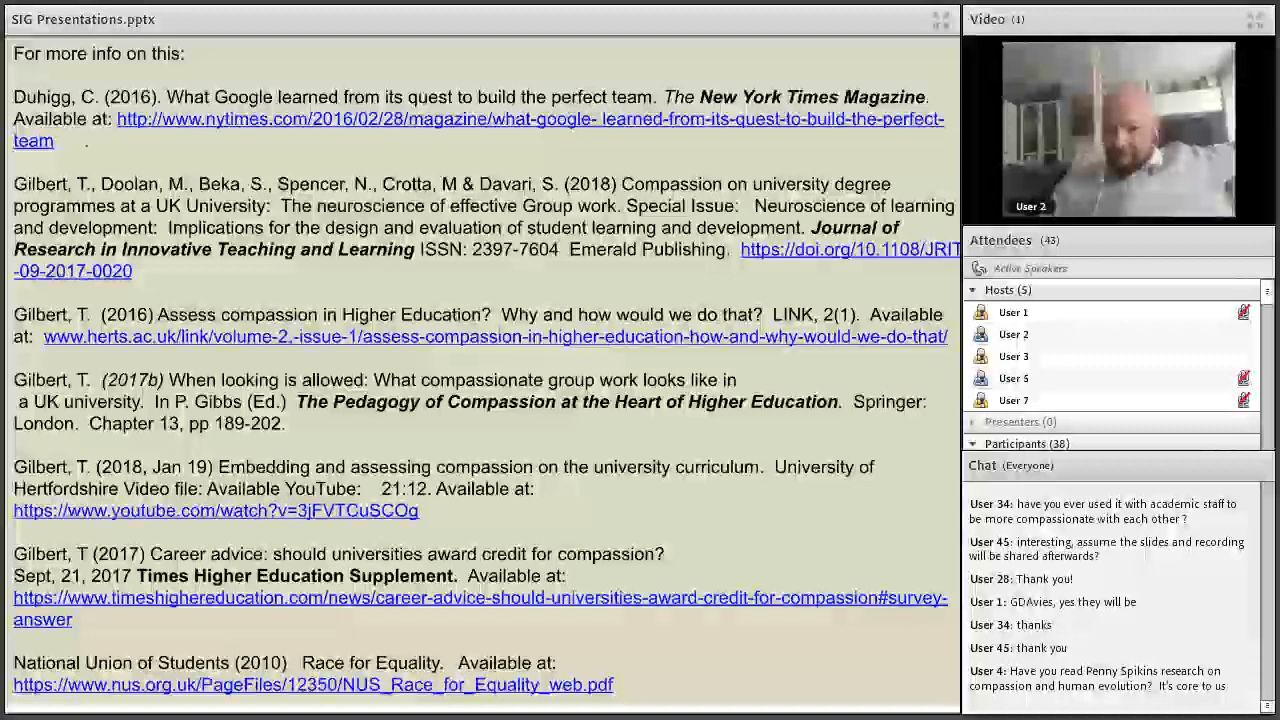 SIG Presentations.pptx
For more info on this:
Duhigg, C. (2016). What Google learned from its quest to build the perfect team. The New York Times Magazine.
Available at: http://www.nytimes.com/2016/02/28/magazine/what-google- learned-from-its-quest-to-build-the-perfect-
team .
Gilbert, T., Doolan, M., Beka, S., Spencer, N., Crotta, M & Davari, S. (2018) Compassion on university degree
programmes at a UK University: The neuroscience of effective Group work. Special Issue: Neuroscience of learning
and development: Implications for the design and evaluation of student learning and development. Journal of
Research in Innovative Teaching and Learning ISSN: 2397-7604 Emerald Publishing. https://doi.org/10.1108/JRIT
-09-2017-0020
Gilbert, T. (2016) Assess compassion in Higher Education? Why and how would we do that? LINK, 2(1). Available
at: www.herts.ac.uk/link/volume-2,-issue-1/assess-compassion-in-higher-education-how-and-why-would-we-do-that/
Gilbert, T. (2017b) When looking is allowed: What compassionate group work looks like in
a UK university. In P. Gibbs (Ed.) The Pedagogy of Compassion at the Heart of Higher Education. Springer:
London. Chapter 13, pp 189-202.
Gilbert, T. (2018, Jan 19) Embedding and assessing compassion on the university curriculum. University of
Hertfordshire Video file: Available YouTube: 21:12. Available at:
https://www.youtube.com/watch?v=3jFVTCuSCOg
Gilbert, T (2017) Career advice: should universities award credit for compassion?
Sept, 21, 2017 Times Higher Education Supplement. Available at:
https://www.timeshighereducation.com/news/career-advice-should-universities-award-credit-for-compassion#survey-
answer
National Union of Students (2010) Race for Equality. Available at:
https://www.nus.org.uk/PageFiles/12350/NUS_Race_for_Equality_web.pdf
Video (1)
User 2
Attendees (43)
Active Speakers
Hosts (5)
User 1
User 2
User 3
User 5
User 7
Presenters (0)
Participants (38)
Chat (Everyone)
User 34: have you ever used it with academic staff to
be more compassionate with each other ?
User 45: interesting, assume the slides and recording
will be shared afterwards?
User 28: Thank you!
User 1: GDAvies, yes they will be
User 34: thanks
User 45: thank you
User 4: Have you read Penny Spikins research on
compassion and human evolution? It's core to us